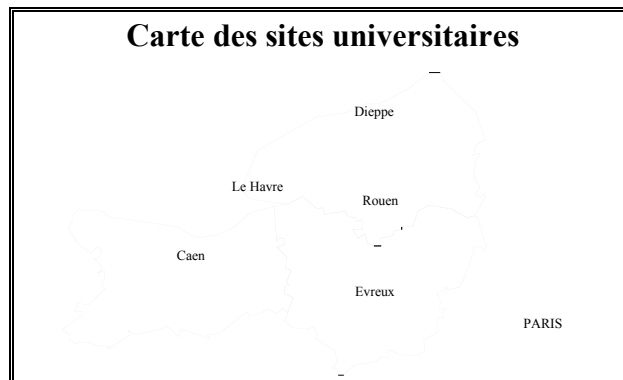 Carte des sites universitaires
Dieppe
Le Havre
Rouen
Caen
Evreux
PARIS